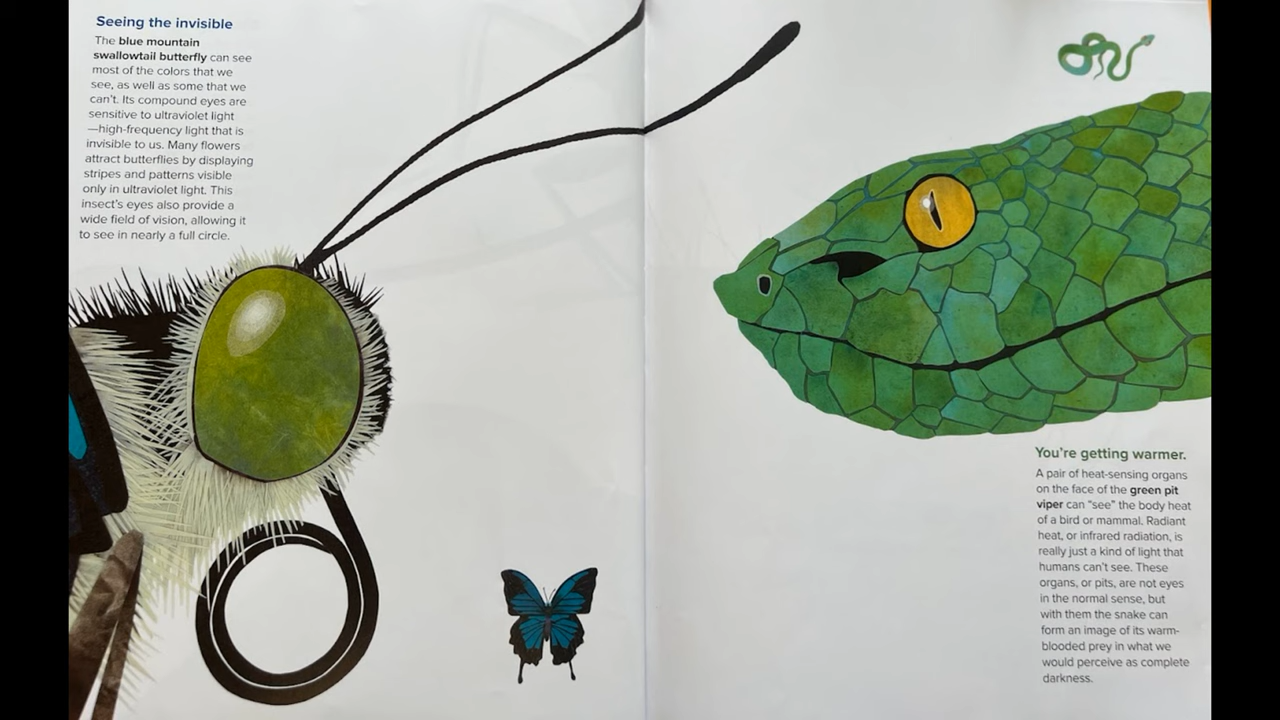 Seeing the invisible
The blue mountain
swallowtail butterfly can see
most of the colors that we
see, as well as some that we
can't. Its compound eyes are
sensitive to ultraviolet light
—high-frequency light that is
invisible to us. Many flowers
attract butterflies by displaying
stripes and patterns visible
only in ultraviolet light. This
insect's eyes also provide a
wide field of vision, allowing it
to see in nearly a full circle.
You're getting warmer.
A pair of heat-sensing organs
on the face of the green pit
viper can "see" the body heat
of a bird or mammal. Radiant
heat, or infrared radiation, is
really just a kind of light that
humans can't see. These
organs, or pits, are not eyes
in the normal sense, but
with them the snake can
form an image of its warm-
blooded prey in what we
would perceive as complete
darkness.